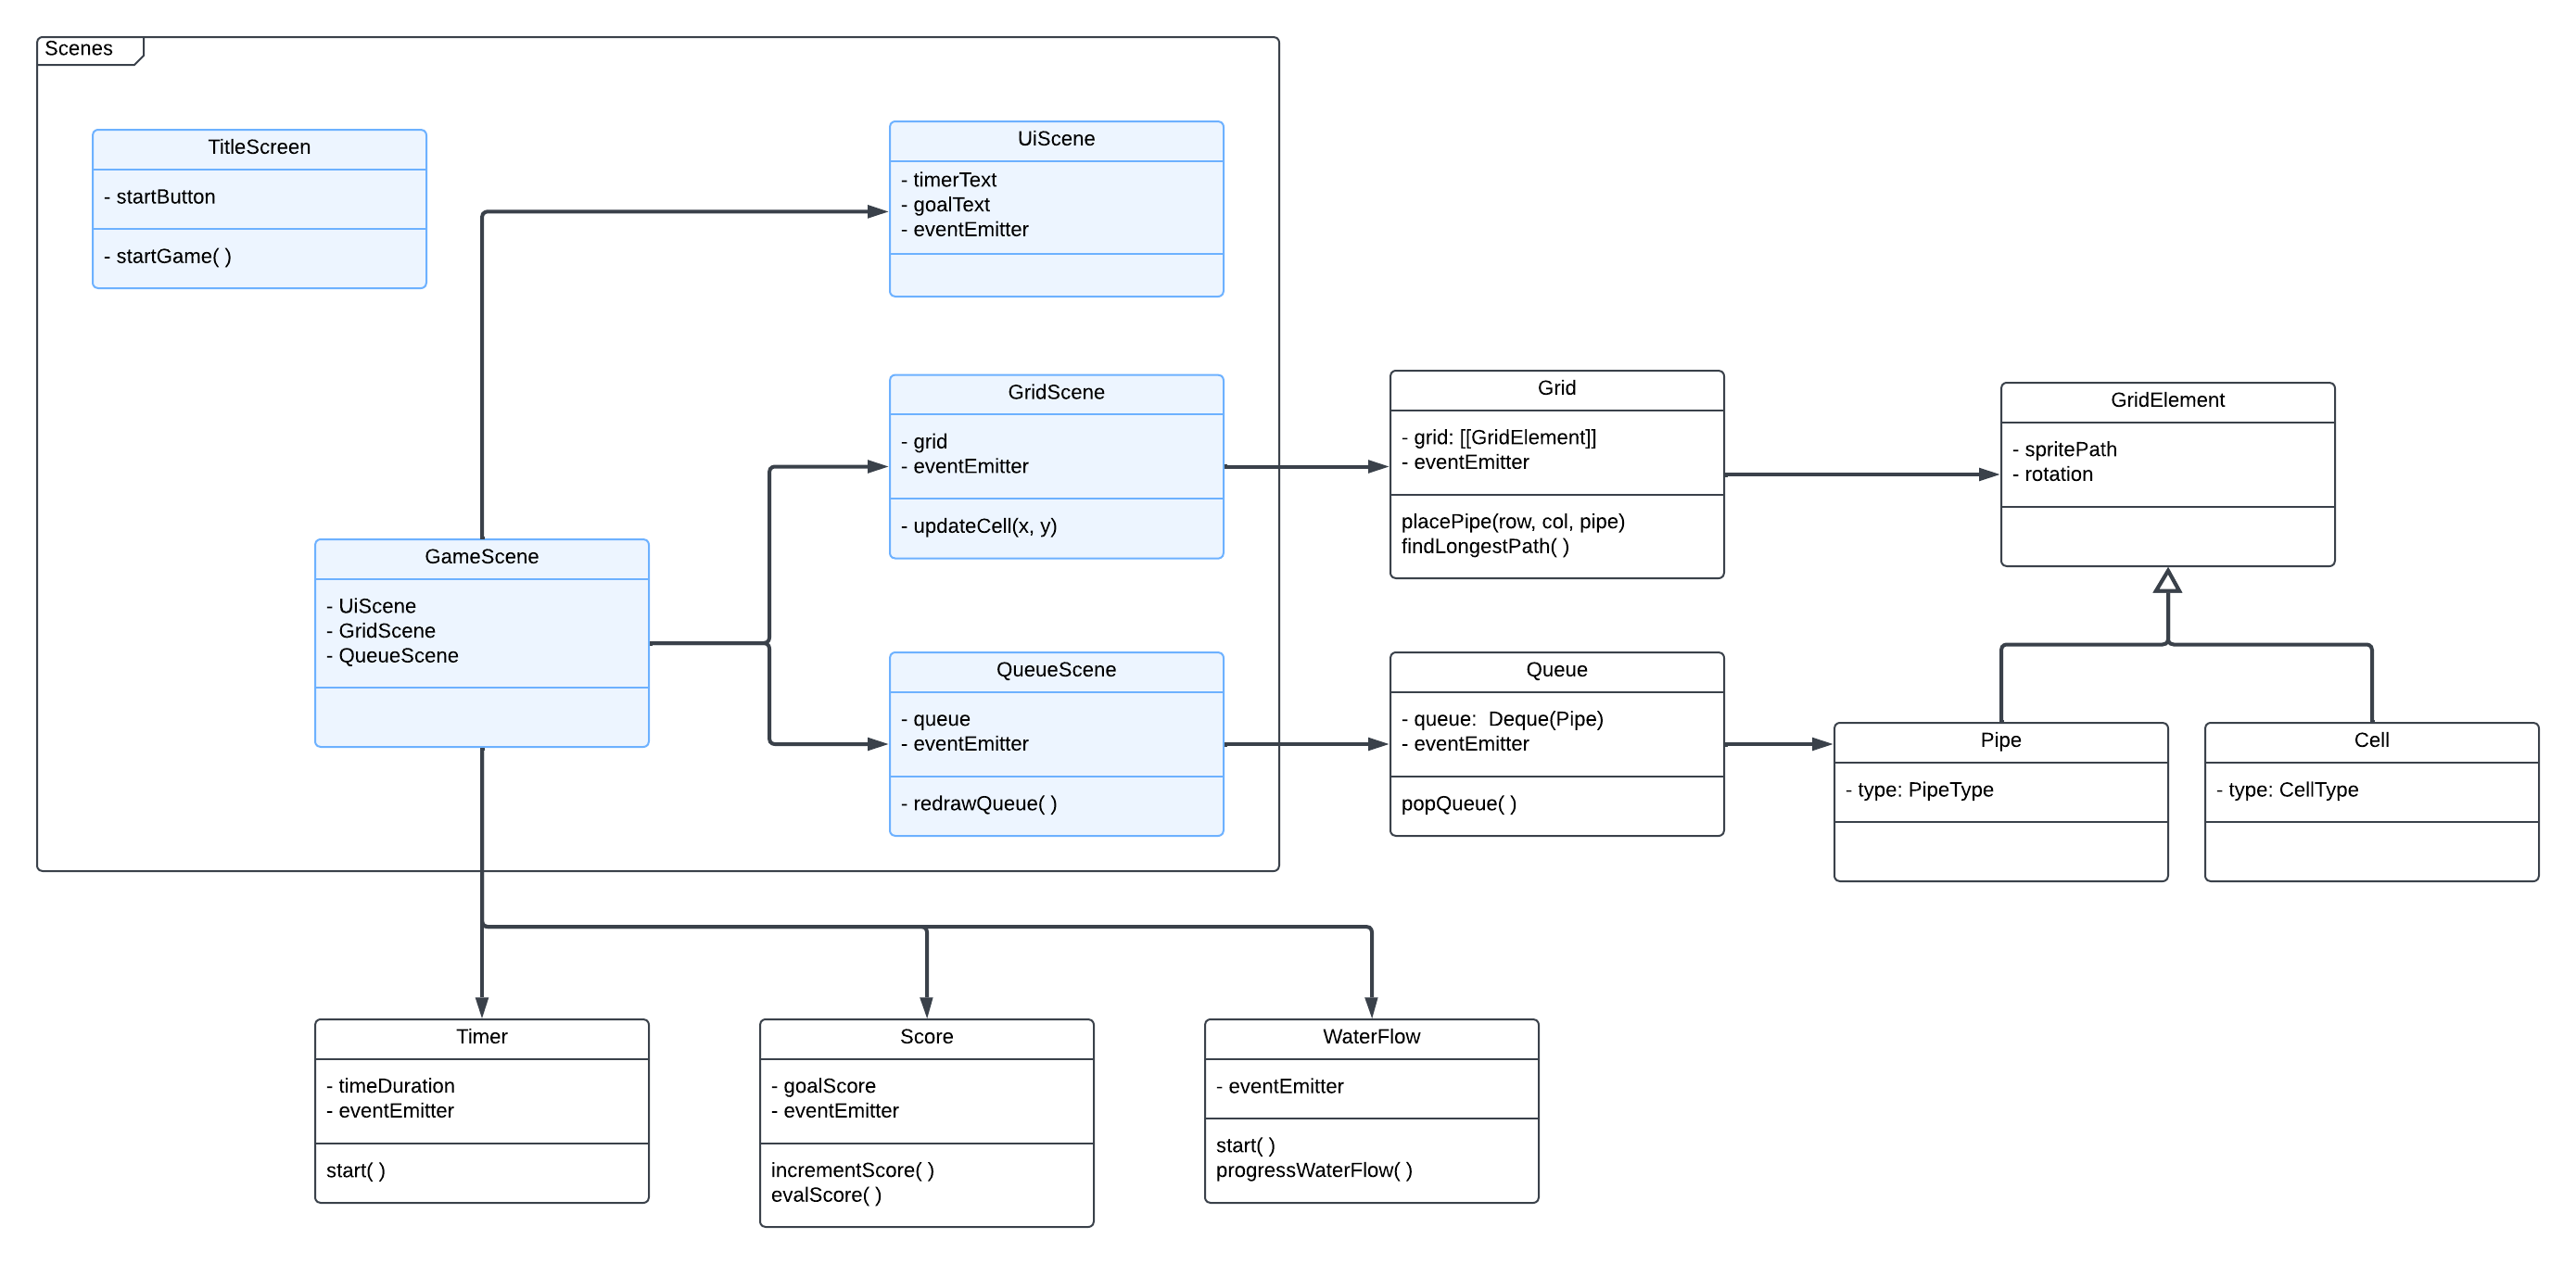 Scenes
TitleScreen
- startButton
- startGame( )
UiScene
- timerText
- goalText
- eventEmitter
GameScene
- UiScene
- GridScene
- QueueScene
GridScene
- grid
- eventEmitter
- updateCell(x, y)
QueueScene
- queue
- eventEmitter
- redrawQueue( )
Grid
- grid: [[GridElement]]
- eventEmitter
placePipe(row, col, pipe)
findLongestPath( )
Queue
- queue:  Deque(Pipe)
- eventEmitter
popQueue( )
GridElement
- spritePath
- rotation
Pipe
- type: PipeType
Cell
- type: CellType
Timer
- timeDuration
- eventEmitter
start( )
Score
- goalScore
- eventEmitter
incrementScore( )
evalScore( )
WaterFlow
- eventEmitter
start( )
progressWaterFlow( )